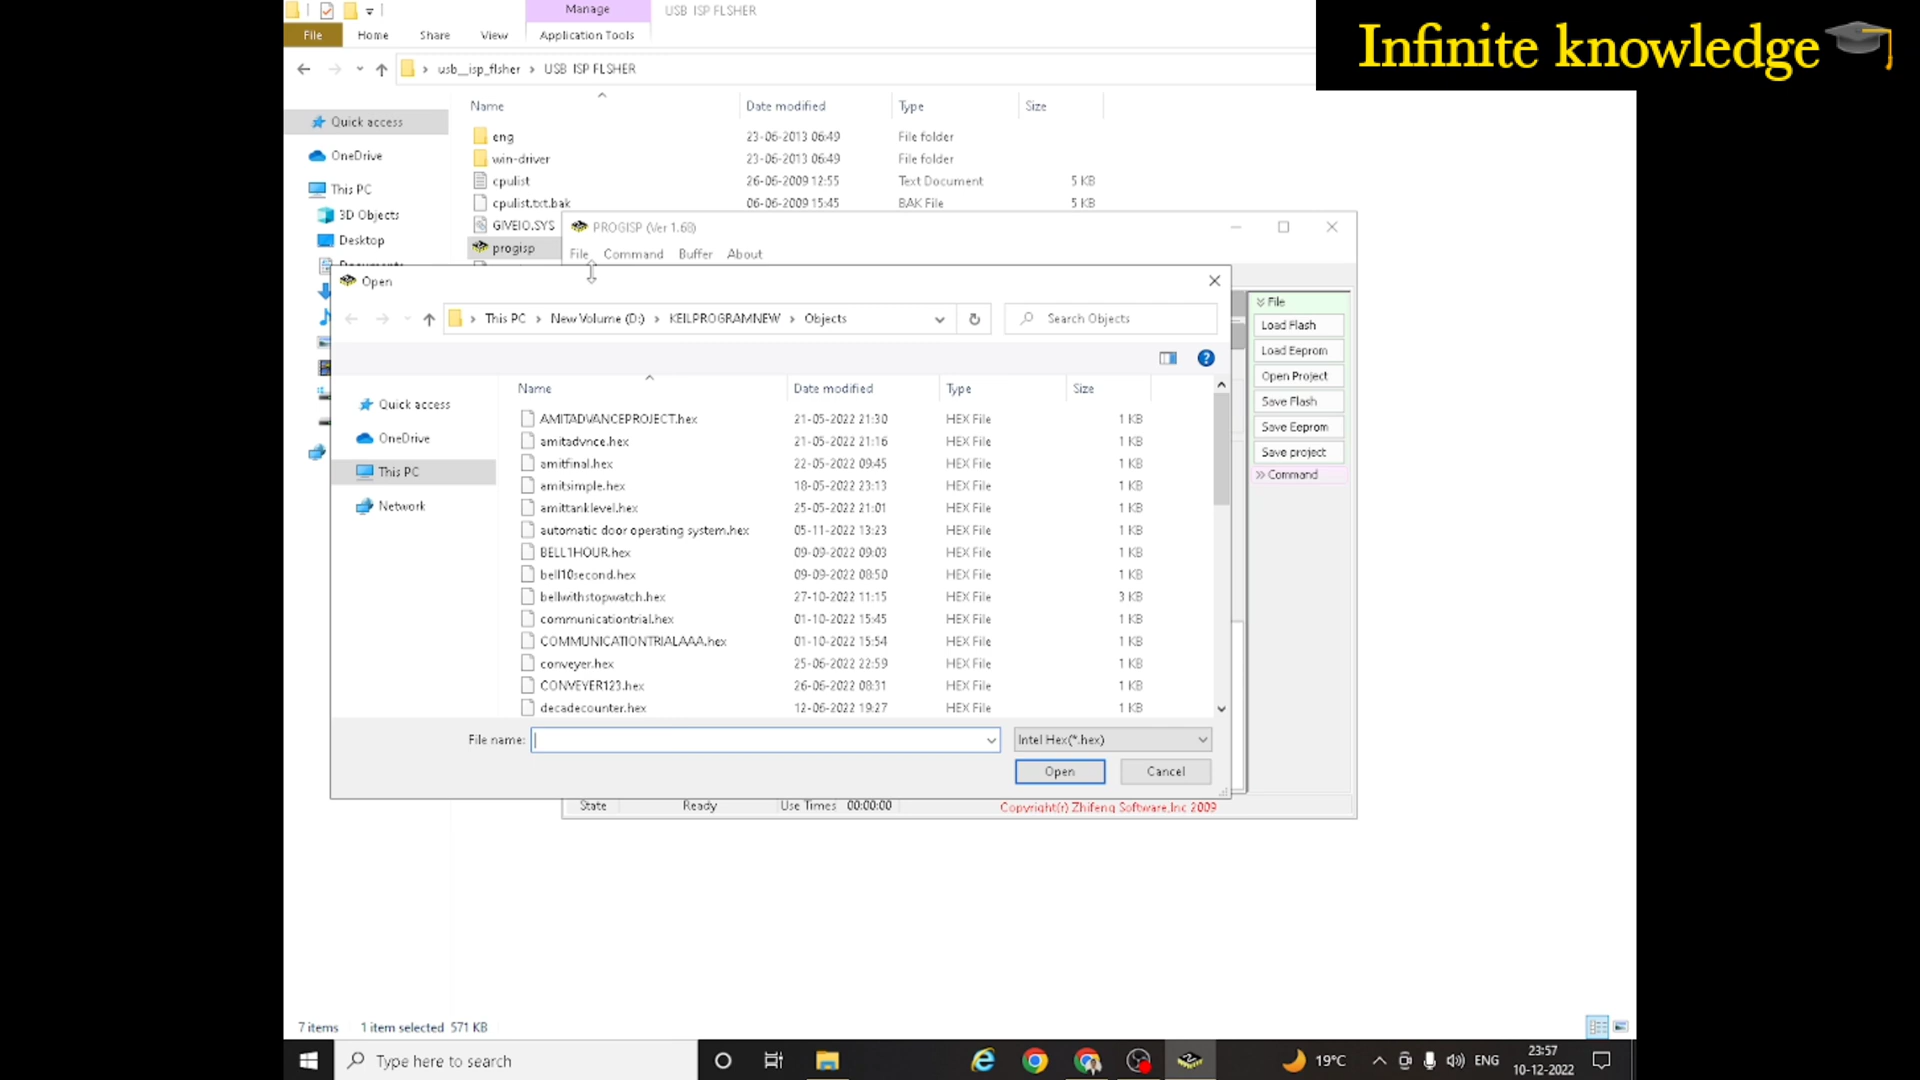 Manage
USB ISP FLSHER
File Home Share View Application Tools
usb__isp_flsher › USB ISP FLSHER
Infinite knowledge
Name Date modified Type Size
Quick access
OneDrive
This PC
3D Objects
Desktop
eng 23-06-2013 06:49 File folder
win-driver 23-06-2013 06:49 File folder
cpulist 26-06-2009 12:55 Text Document 5 KB
cpulist.txt.bak 06-06-2009 15:45 BAK File 5 KB
GIVEIO.SYS
progisp
PROGISP (Ver 1.68)
File Command Buffer About
Open
This PC › New Volume (D:) › KEILPROGRAMNEW › Objects
Search Objects
Name Date modified Type Size
Quick access
OneDrive
This PC
Network
AMITADVANCEPROJECT.hex 21-05-2022 21:30 HEX File 1 KB
amitadvnce.hex 21-05-2022 21:16 HEX File 1 KB
amitfinal.hex 22-05-2022 09:45 HEX File 1 KB
amitsimple.hex 18-05-2022 23:13 HEX File 1 KB
amittanklevel.hex 25-05-2022 21:01 HEX File 1 KB
automatic door operating system.hex 05-11-2022 13:23 HEX File 1 KB
BELL1HOUR.hex 09-09-2022 09:03 HEX File 1 KB
bell10second.hex 09-09-2022 08:50 HEX File 1 KB
bellwithstopwatch.hex 27-10-2022 11:15 HEX File 3 KB
communicationtrial.hex 01-10-2022 15:45 HEX File 1 KB
COMMUNICATIONTRIALAAA.hex 01-10-2022 15:54 HEX File 1 KB
conveyer.hex 25-06-2022 22:59 HEX File 1 KB
CONVEYER123.hex 26-06-2022 08:31 HEX File 1 KB
decadecounter.hex 12-06-2022 19:27 HEX File 1 KB
File name:
Intel Hex(*.hex)
Open Cancel
File
Load Flash
Load Eeprom
Open Project
Save Flash
Save Eeprom
Save project
Command
State Ready Use Times 00:00:00 Copyright(r) Zhifeng Software,Inc 2009
7 items 1 item selected 571 KB
Type here to search
19°C
ENG
23:57
10-12-2022